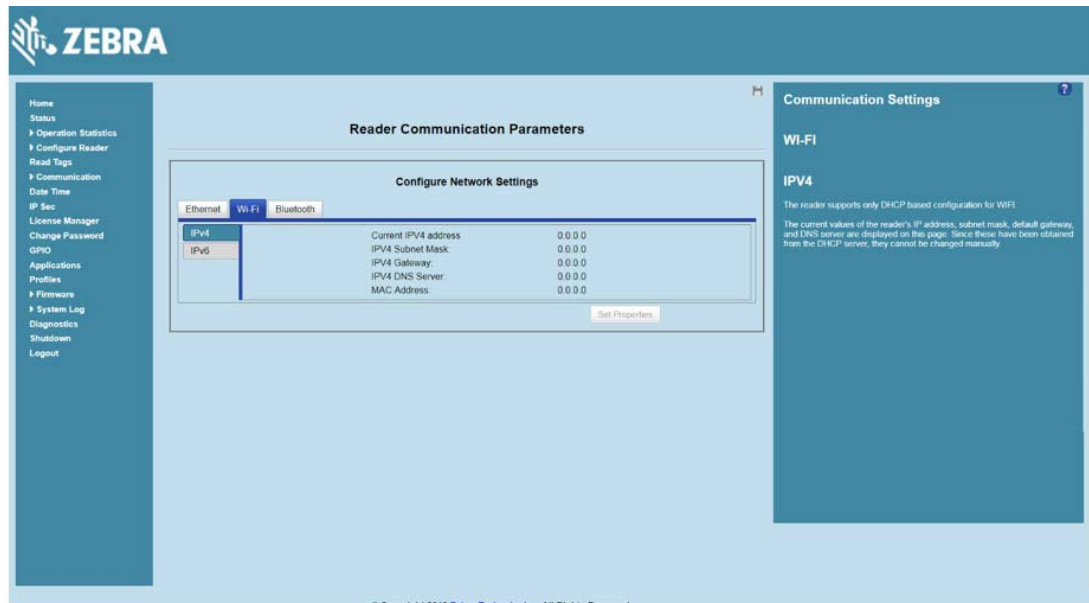 ZEBRA
Home
Status
Operation Statistics
Configure Reader
Read Tags
Communication
Date Time
IP Sec
License Manager
Change Password
GPIO
Applications
Profiles
Firmware
System Log
Diagnostics
Shutdown
Logout
Reader Communication Parameters
Configure Network Settings
Ethernet Wi-Fi Bluetooth
IPv4
IPv6
Current IPV4 address 0.0.0.0
IPV4 Subnet Mask: 0.0.0.0
IPV4 Gateway: 0.0.0.0
IPV4 DNS Server: 0.0.0.0
MAC Address: 0.0.0.0
Set Properties
?
Communication Settings
WI-FI
IPV4
The reader supports only DHCP based configuration for WIFI.
The current values of the reader's IP address, subnet mask, default gateway,
and DNS server are displayed on this page. Since these have been obtained
from the DHCP server, they cannot be changed manually.